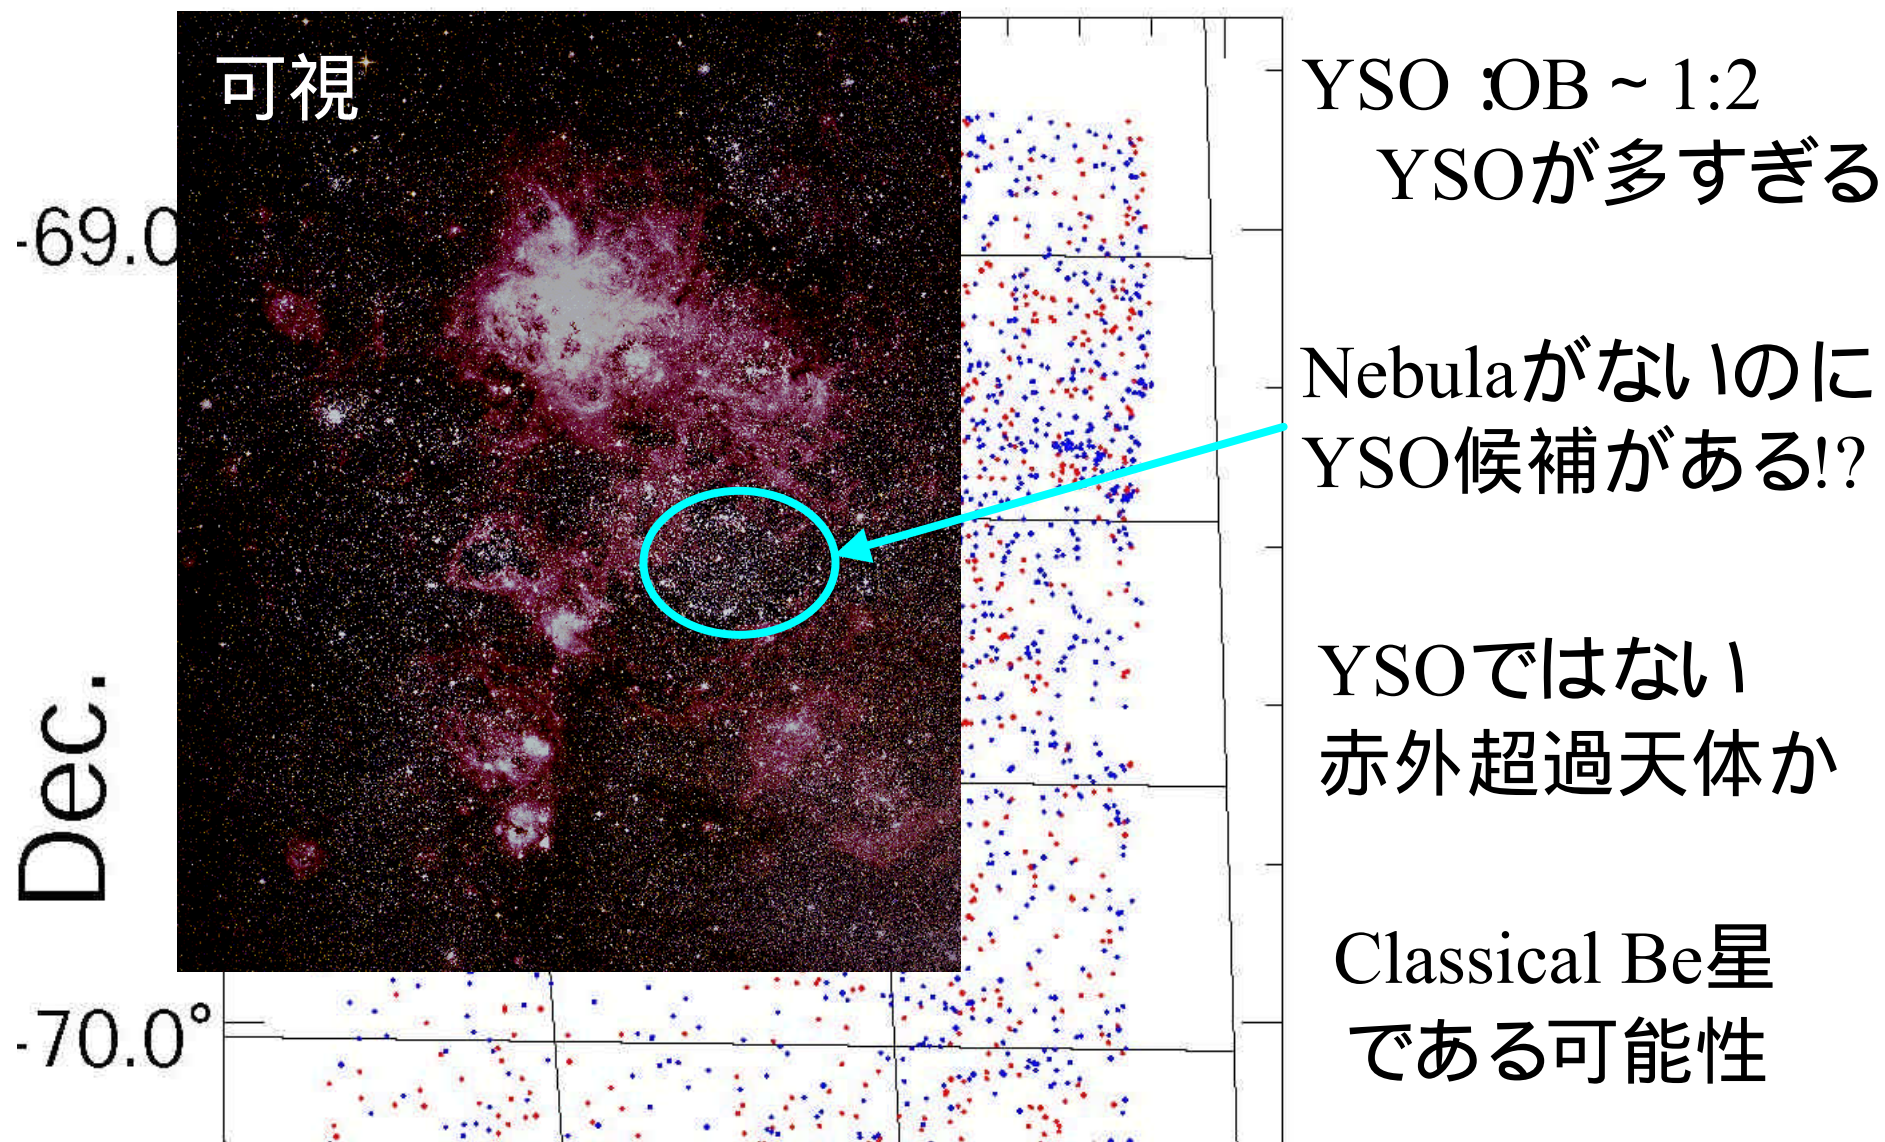 可視
-69.0
Dec.
-70.0°
YSO :OB ~ 1:2
YSOが多すぎる
Nebulaがないのに
YSO候補がある!?
YSOではない
赤外超過天体か
Classical Be星
である可能性